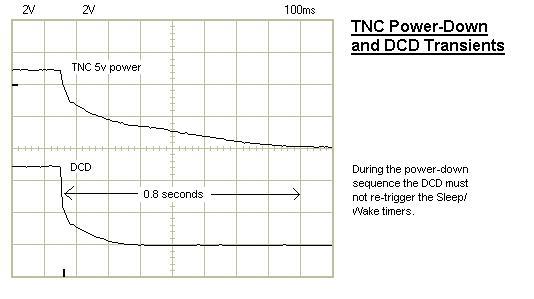 2V 2V 100ms
TNC Power-Down
and DCD Transients
TNC 5v power
DCD
0.8 seconds
During the power-down
sequence the DCD must
not re-trigger the Sleep/
Wake timers.